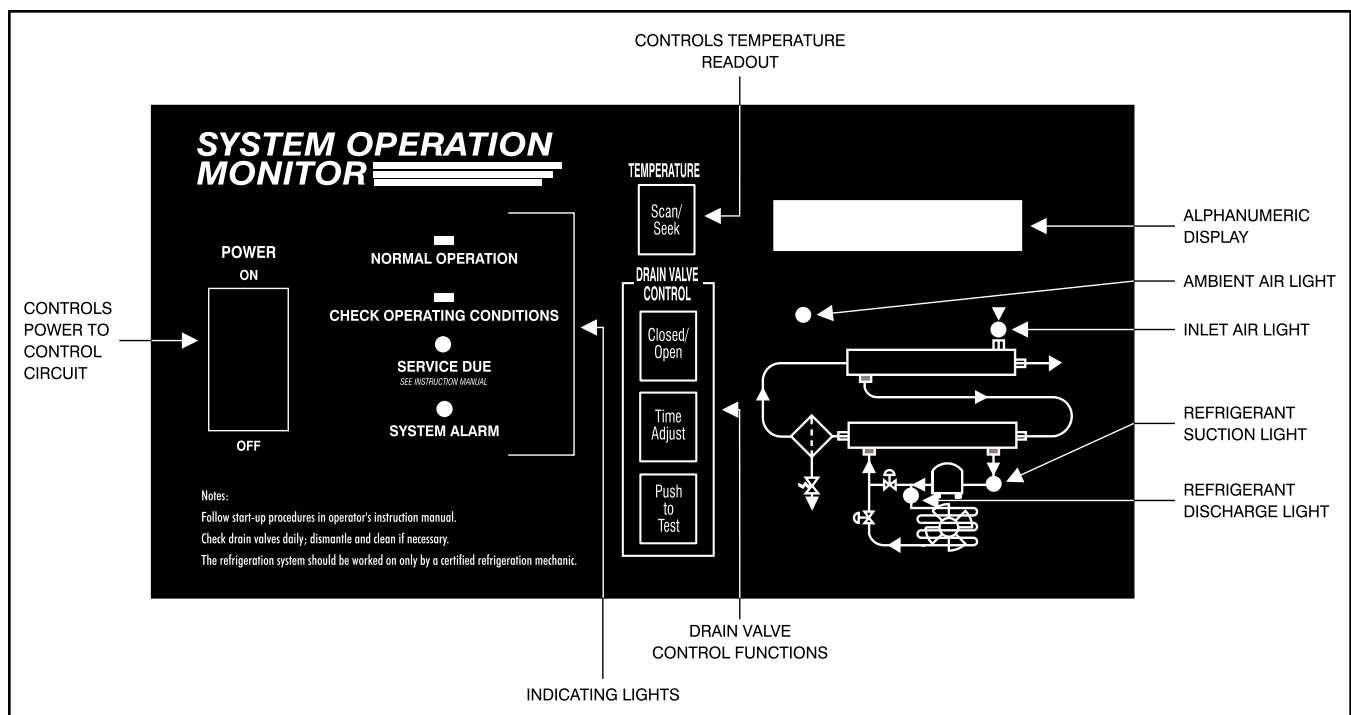 CONTROLS TEMPERATURE
READOUT
SYSTEM OPERATION
MONITOR
TEMPERATURE
Scan/
Seek
ALPHANUMERIC
DISPLAY
POWER
ON
OFF
NORMAL OPERATION
CHECK OPERATING CONDITIONS
SERVICE DUE
SEE INSTRUCTION MANUAL
SYSTEM ALARM
DRAIN VALVE
CONTROL
Closed/
Open
Time
Adjust
Push
to
Test
AMBIENT AIR LIGHT
INLET AIR LIGHT
CONTROLS
POWER TO
CONTROL
CIRCUIT
REFRIGERANT
SUCTION LIGHT
REFRIGERANT
DISCHARGE LIGHT
Notes:
Follow start-up procedures in operator's instruction manual.
Check drain valves daily; dismantle and clean if necessary.
The refrigeration system should be worked on only by a certified refrigeration mechanic.
DRAIN VALVE
CONTROL FUNCTIONS
INDICATING LIGHTS